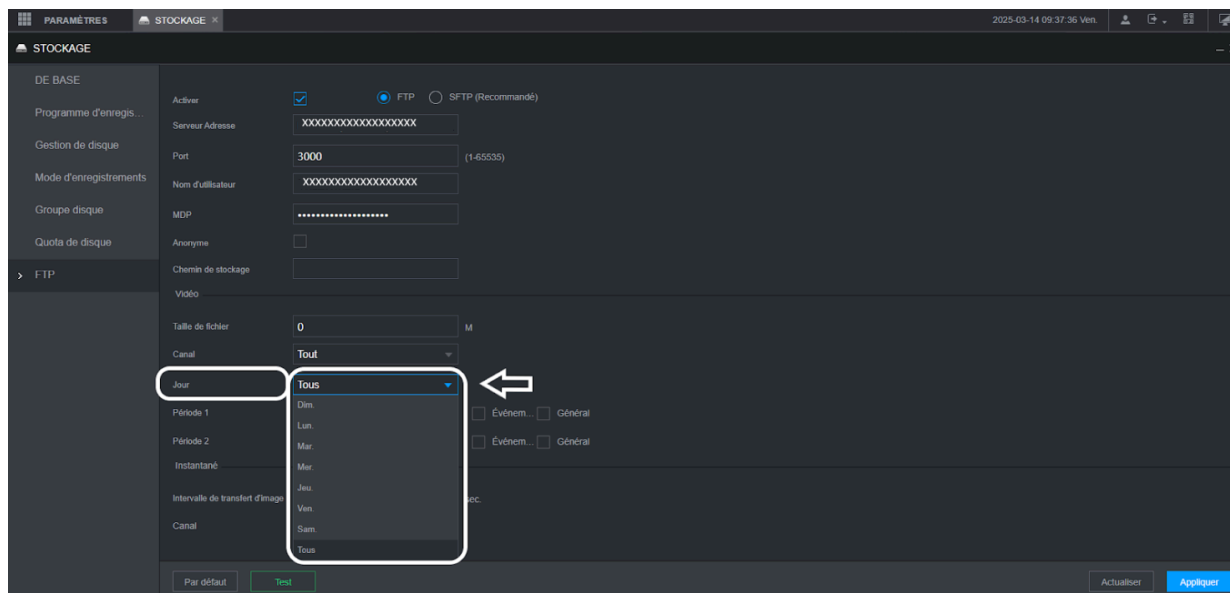 PARAMÈTRES STOCKAGE × 2025-03-14 09:37:36 Ven.
STOCKAGE
DE BASE
Programme d'enregis...
Gestion de disque
Mode d'enregistrements
Groupe disque
Quota de disque
FTP
Activer FTP SFTP (Recommandé)
Serveur Adresse XXXXXXXXXXXXXXXXXX
Port 3000 (1-65535)
Nom d'utilisateur XXXXXXXXXXXXXXXXXX
MDP ••••••••••••••••••••
Anonyme
Chemin de stockage
Vidéo
Taille de fichier 0 M
Canal Tout
Jour Tous
Dim.
Période 1 Événem... Général
Lun.
Période 2 Mar. Événem... Général
Instantané Mer.
Jeu.
Intervalle de transfert d'image sec.
Ven.
Canal Sam.
Tous
Par défaut Test Actualiser Appliquer